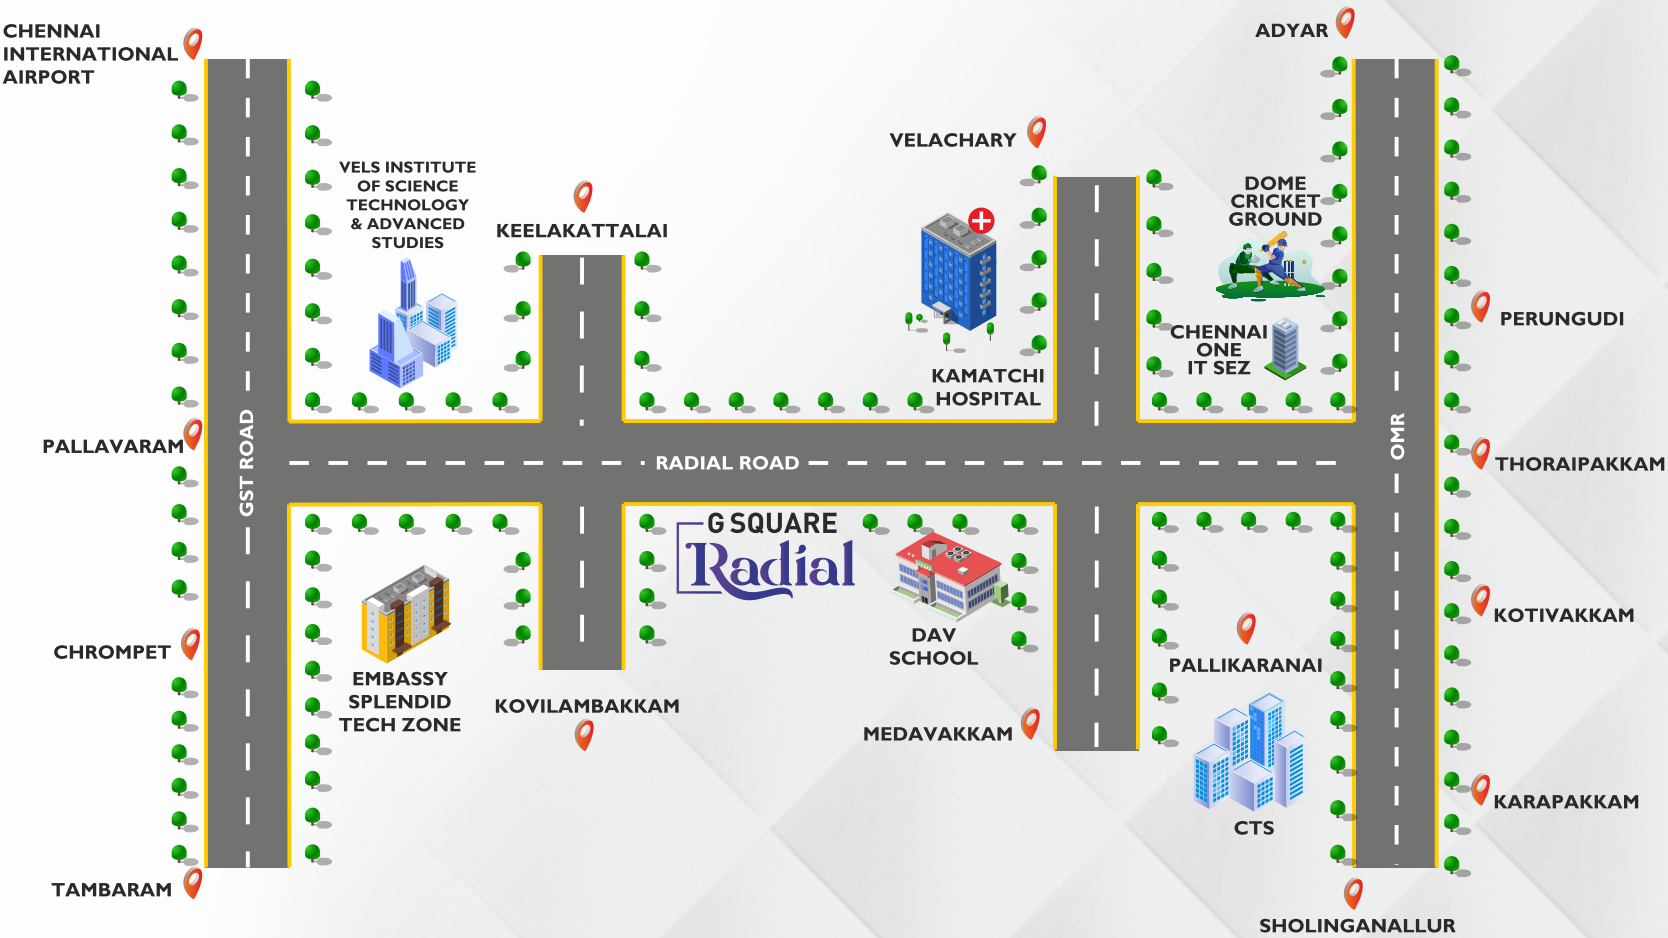 CHENNAI
INTERNATIONAL
AIRPORT
ADYAR
VELACHARY
VELS INSTITUTE
OF SCIENCE
TECHNOLOGY
& ADVANCED
STUDIES
KEELAKATTALAI
DOME
CRICKET
GROUND
PERUNGUDI
CHENNAI
ONE
IT SEZ
KAMATCHI
HOSPITAL
PALLAVARAM
GST ROAD
RADIAL ROAD
OMR
THORAIPAKKAM
G SQUARE
Radial
EMBASSY
SPLENDID
TECH ZONE
DAV
SCHOOL
KOTIVAKKAM
CHROMPET
PALLIKARANAI
KOVILAMBAKKAM
MEDAVAKKAM
CTS
KARAPAKKAM
TAMBARAM
SHOLINGANALLUR